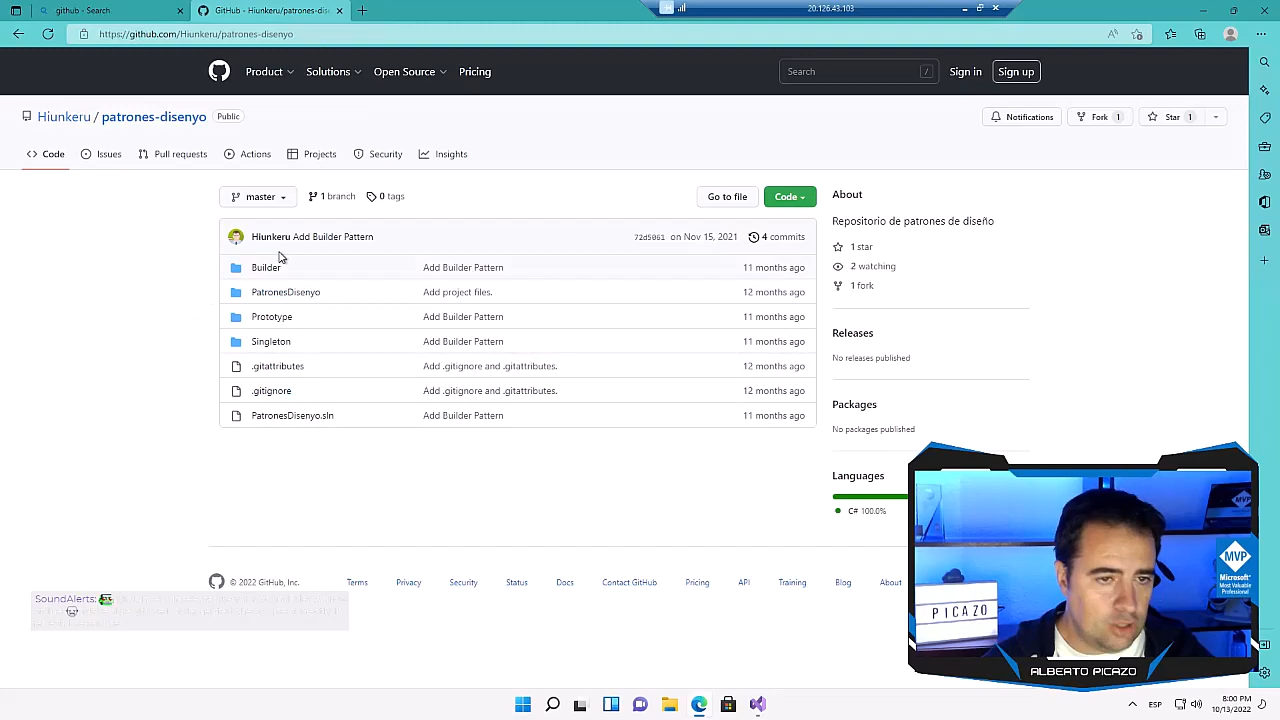 github - Search
GitHub - Hiunkeru/patrones-dise
20.126.43.103
https://github.com/Hiunkeru/patrones-disenyo
Product
Solutions
Open Source
Pricing
Search
/
Sign in
Sign up
Hiunkeru / patrones-disenyo
Public
Notifications
Fork 1
Star 1
Code
Issues
Pull requests
Actions
Projects
Security
Insights
master
1 branch
0 tags
Go to file
Code
Hiunkeru Add Builder Pattern
72d5061 on Nov 15, 2021
4 commits
Builder
Add Builder Pattern
11 months ago
PatronesDisenyo
Add project files.
12 months ago
Prototype
Add Builder Pattern
11 months ago
Singleton
Add Builder Pattern
11 months ago
.gitattributes
Add .gitignore and .gitattributes.
12 months ago
.gitignore
Add .gitignore and .gitattributes.
12 months ago
PatronesDisenyo.sln
Add Builder Pattern
11 months ago
About
Repositorio de patrones de diseño
1 star
2 watching
1 fork
Releases
No releases published
Packages
No packages published
Languages
C# 100.0%
© 2022 GitHub, Inc.
Terms
Privacy
Security
Status
Docs
Contact GitHub
Pricing
API
Training
Blog
About
SoundAlerts:
MVP
MVP
Microsoft®
Most Valuable
Professional
PICAZO
ALBERTO PICAZO
ESP
8:00 PM
10/13/2022